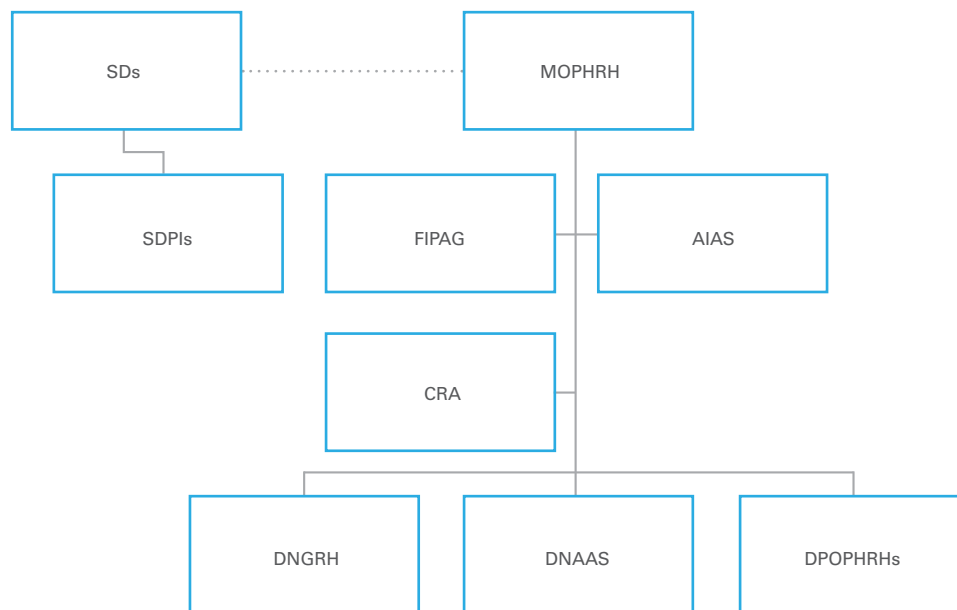 SDs
MOPHRH
SDPIs
FIPAG
AIAS
CRA
DNGRH
DNAAS
DPOPHRHs